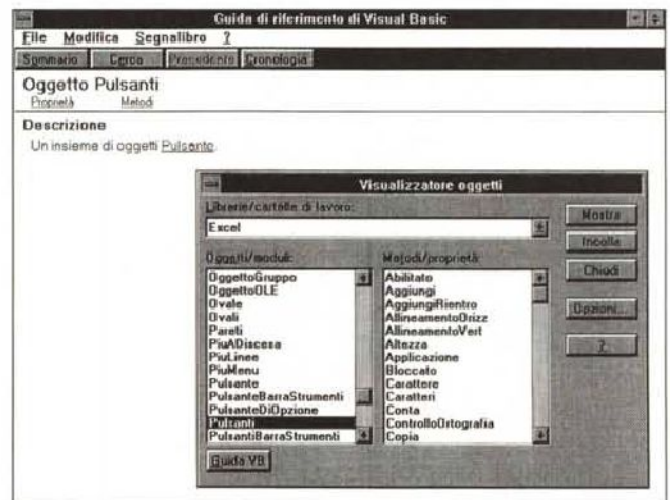 Guida di riferimento di Visual Basic
File Modifica Segnalibro ?
Sommario Cerca Precedente Cronologia
Oggetto Pulsanti
Proprietà Metodi
Descrizione
Un insieme di oggetti Pulsante.
Visualizzatore oggetti
Librerie/cartelle di lavoro:
Excel
Mostra
Incolla
Chiudi
Opzioni...
?
Oggetti/moduli:
OggettoGruppo
OggettoOLE
Ovale
Ovali
Pareti
PiuADiscesa
PiuLinee
PiuMenu
Pulsante
PulsanteBarraStrumenti
PulsanteDiOpzione
Pulsanti
PulsantiBarraStrumenti
Metodi/proprietà:
Abilitato
Aggiungi
AggiungiRientro
AllineamentoOrizz
AllineamentoVert
Altezza
Applicazione
Bloccato
Carattere
Caratteri
Conta
ControlloOrtografia
Copia
Guida VB